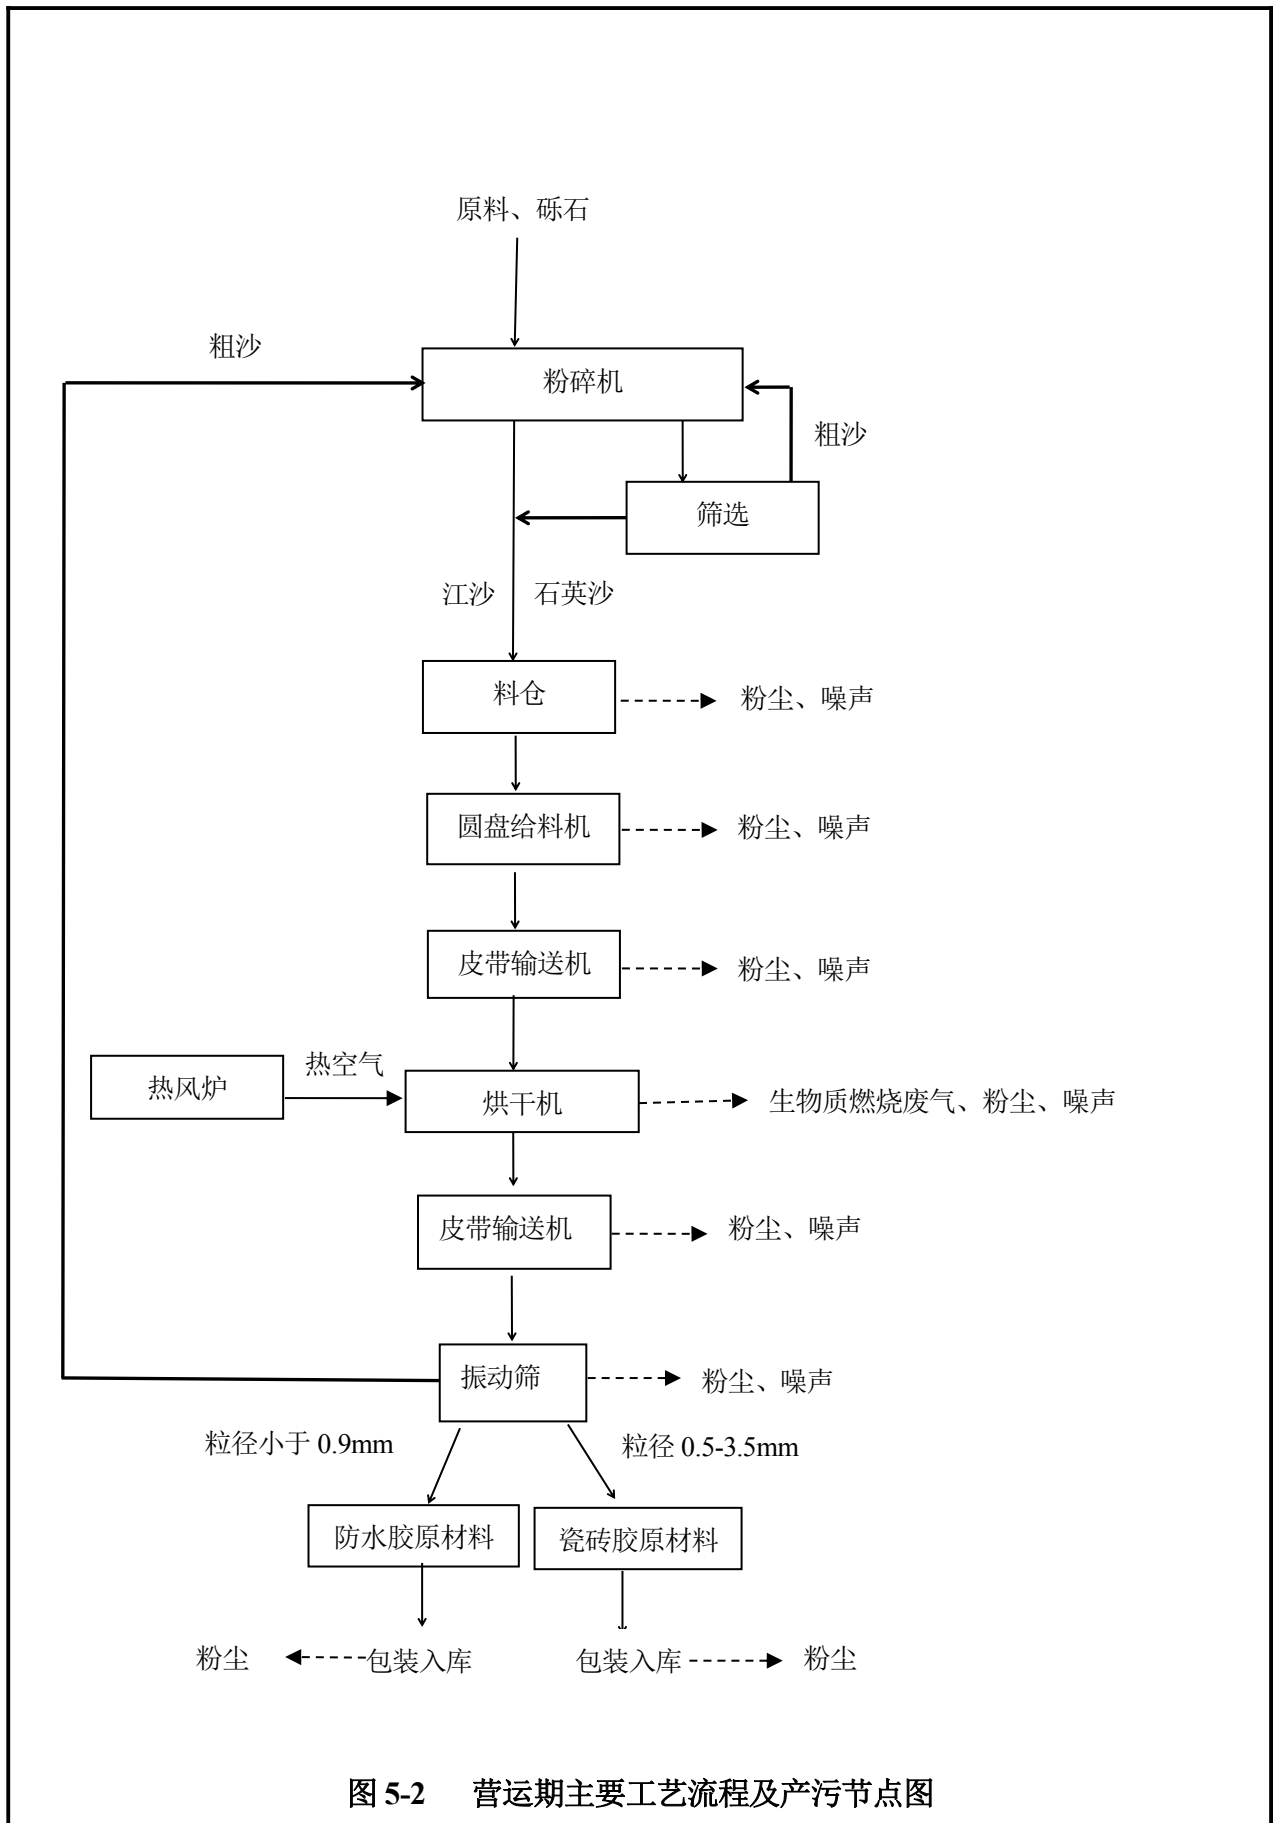 原料、砾石
粗沙
粉碎机
粗沙
筛选
江沙
石英沙
料仓
粉尘、噪声
圆盘给料机
粉尘、噪声
皮带输送机
粉尘、噪声
热风炉
热空气
烘干机
生物质燃烧废气、粉尘、噪声
皮带输送机
粉尘、噪声
振动筛
粉尘、噪声
粒径小于 0.9mm
粒径 0.5-3.5mm
防水胶原材料
瓷砖胶原材料
粉尘
包装入库
包装入库
粉尘
图 5-2 营运期主要工艺流程及产污节点图